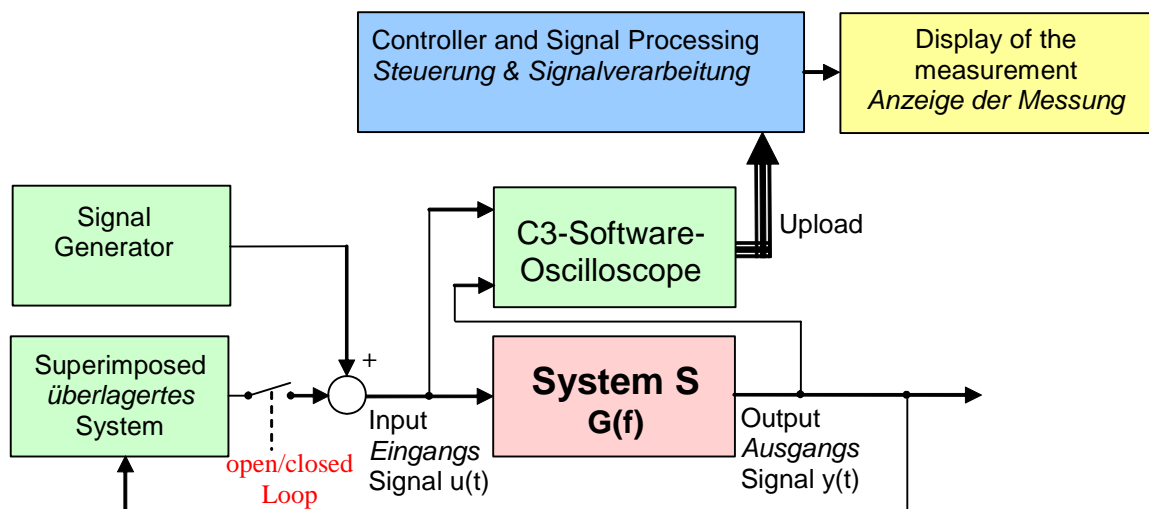 Controller and Signal Processing
Steuerung & Signalverarbeitung
Display of the
measurement
Anzeige der Messung
Signal
Generator
C3-Software-
Oscilloscope
Upload
Superimposed
überlagertes
System
+
open/closed
Loop
Input
Eingangs
Signal u(t)
System S
G(f)
Output
Ausgangs
Signal y(t)